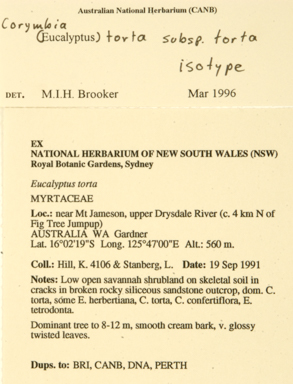 Australian National Herbarium (CANB)
Corymbia
(Eucalyptus) torta subsp. torta
isotype
DET. M.I.H. Brooker Mar 1996
EX
NATIONAL HERBARIUM OF NEW SOUTH WALES (NSW)
Royal Botanic Gardens, Sydney
Eucalyptus torta
MYRTACEAE
Loc.: near Mt Jameson, upper Drysdale River (c. 4 km N of
Fig Tree Jumpup)
AUSTRALIA WA Gardner
Lat. 16°02'19"S Long. 125°47'00"E Alt.: 560 m.
Coll.: Hill, K. 4106 & Stanberg, L. Date: 19 Sep 1991
Notes: Low open savannah shrubland on skeletal soil in
cracks in broken rocky siliceous sandstone outcrop, dom. C.
torta, some E. herbertiana, C. torta, C. confertiflora, E.
tetrodonta.
Dominant tree to 8-12 m, smooth cream bark, v. glossy
twisted leaves.
Dups. to: BRI, CANB, DNA, PERTH